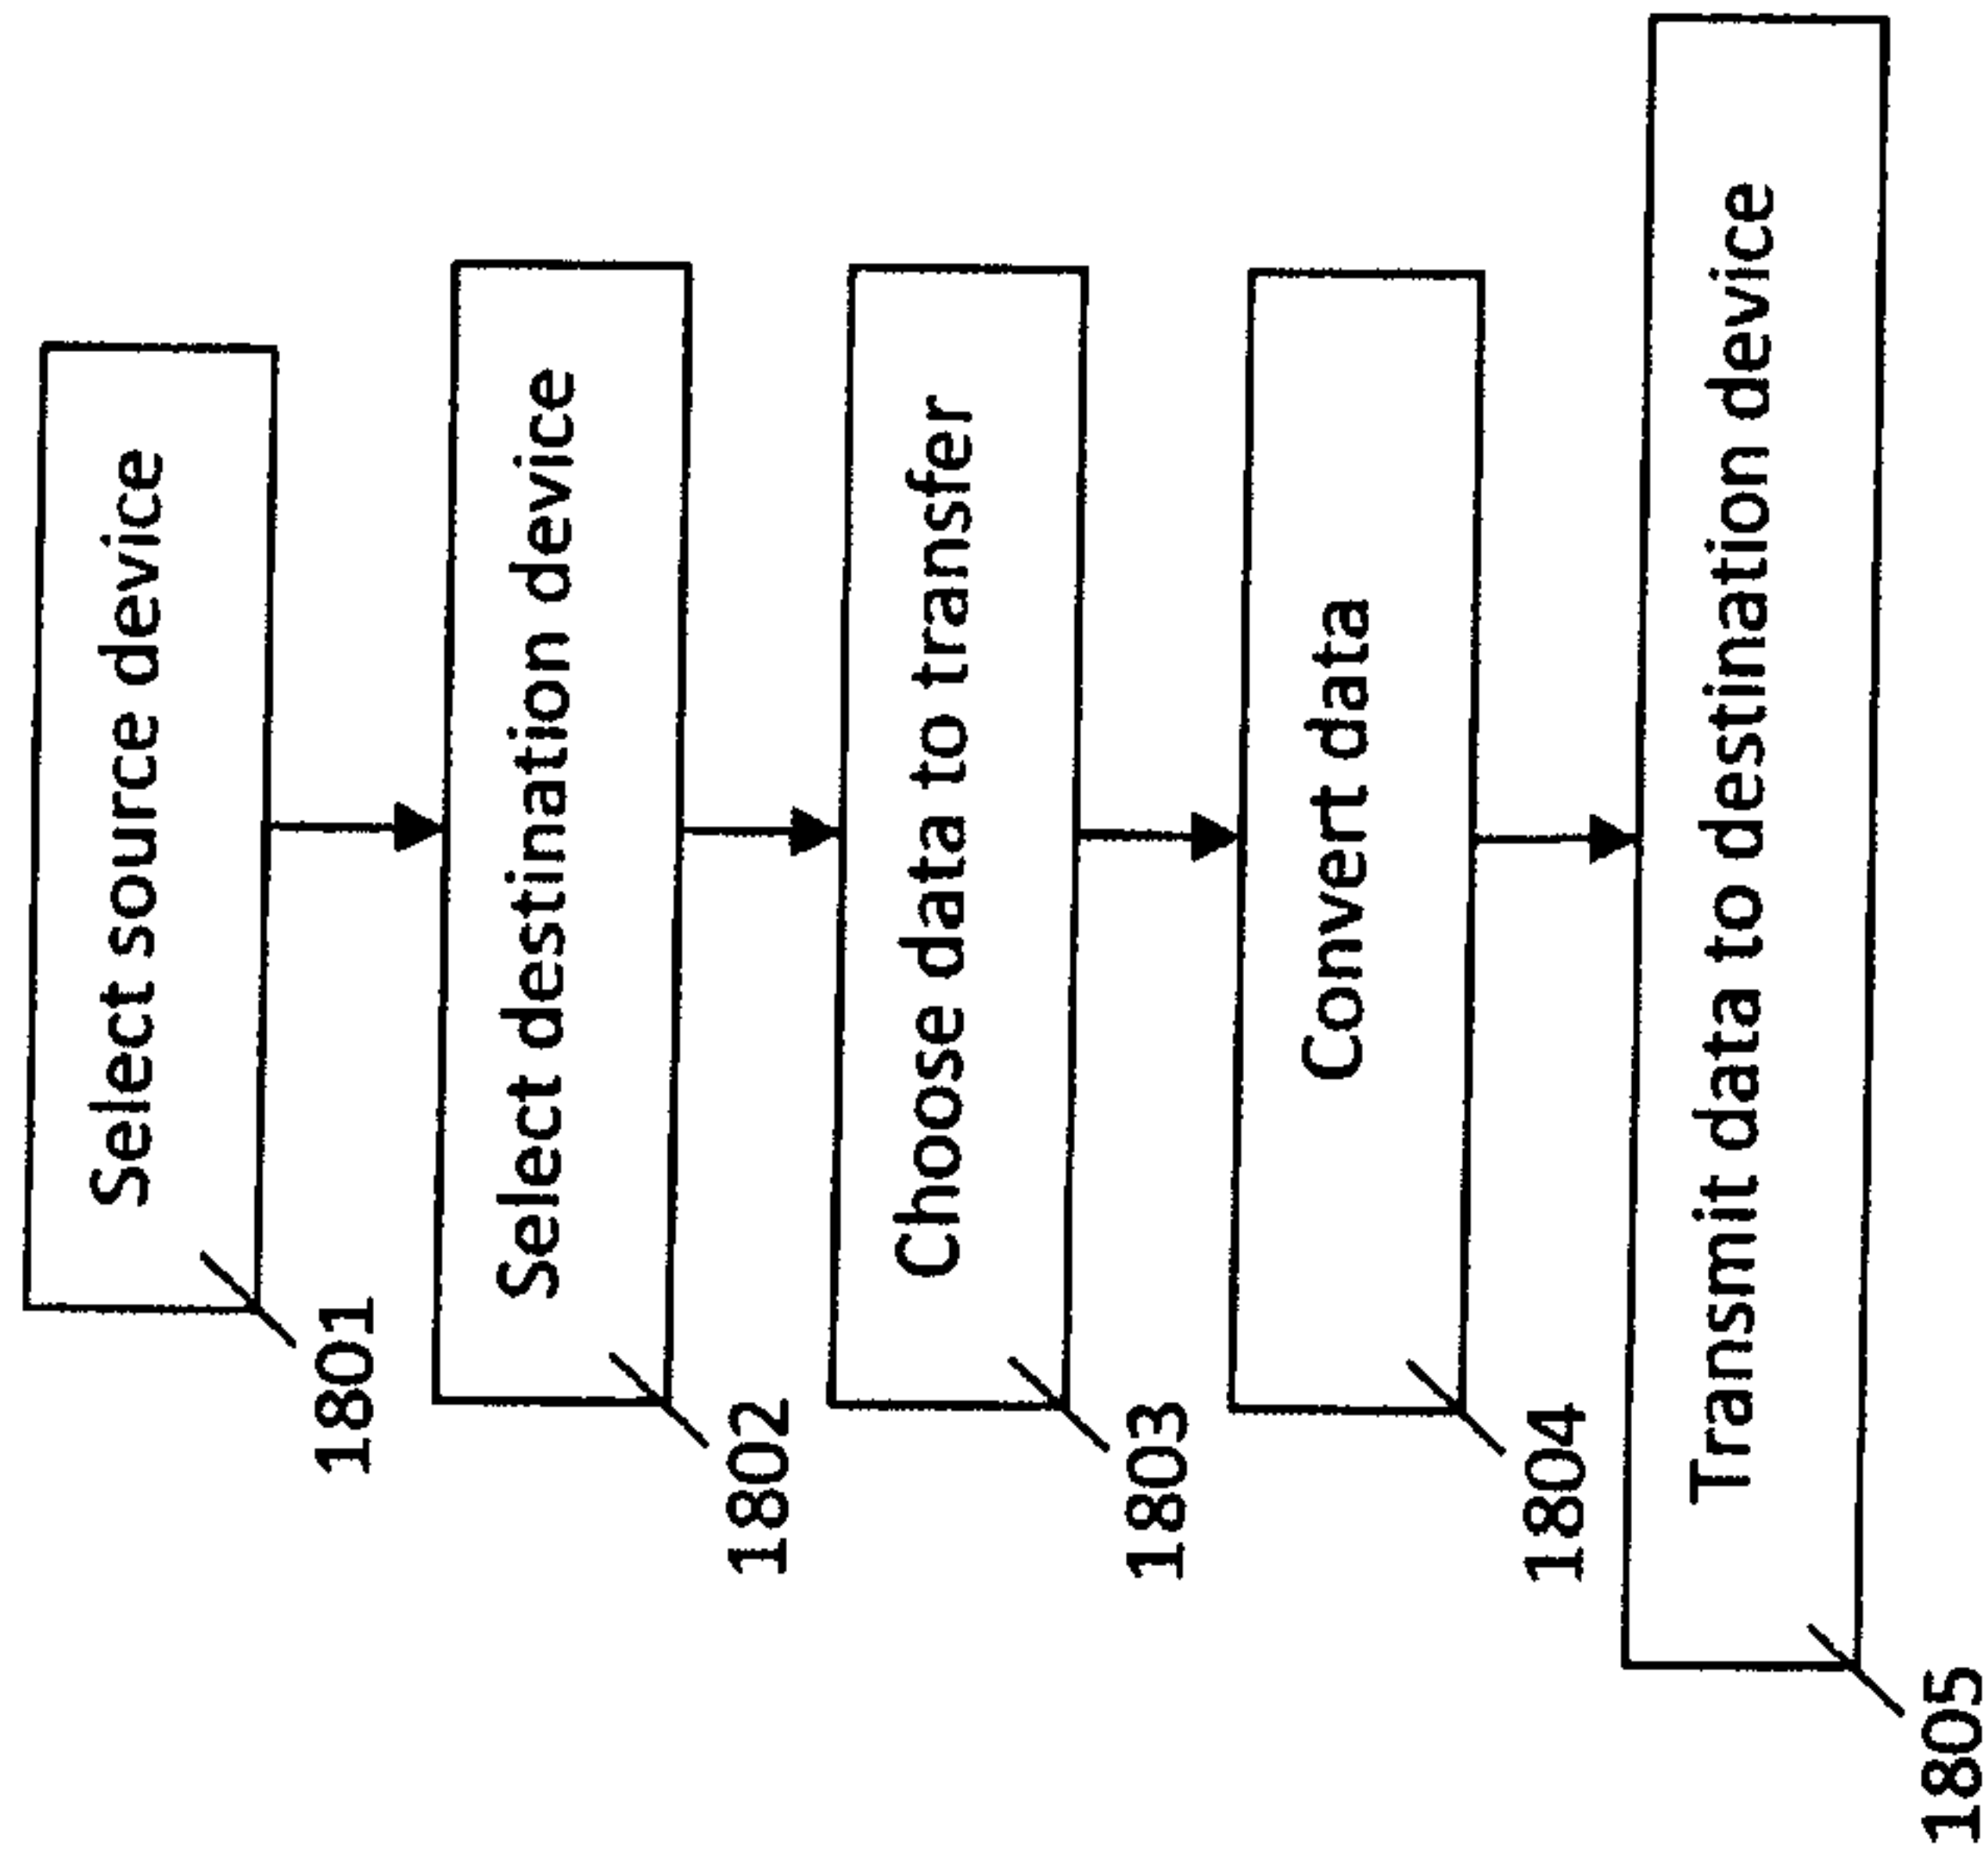 Select source device
1801
Select destination device
1802
Choose data to transfer
1803
Convert data
1804
Transmit data to destination device
1805